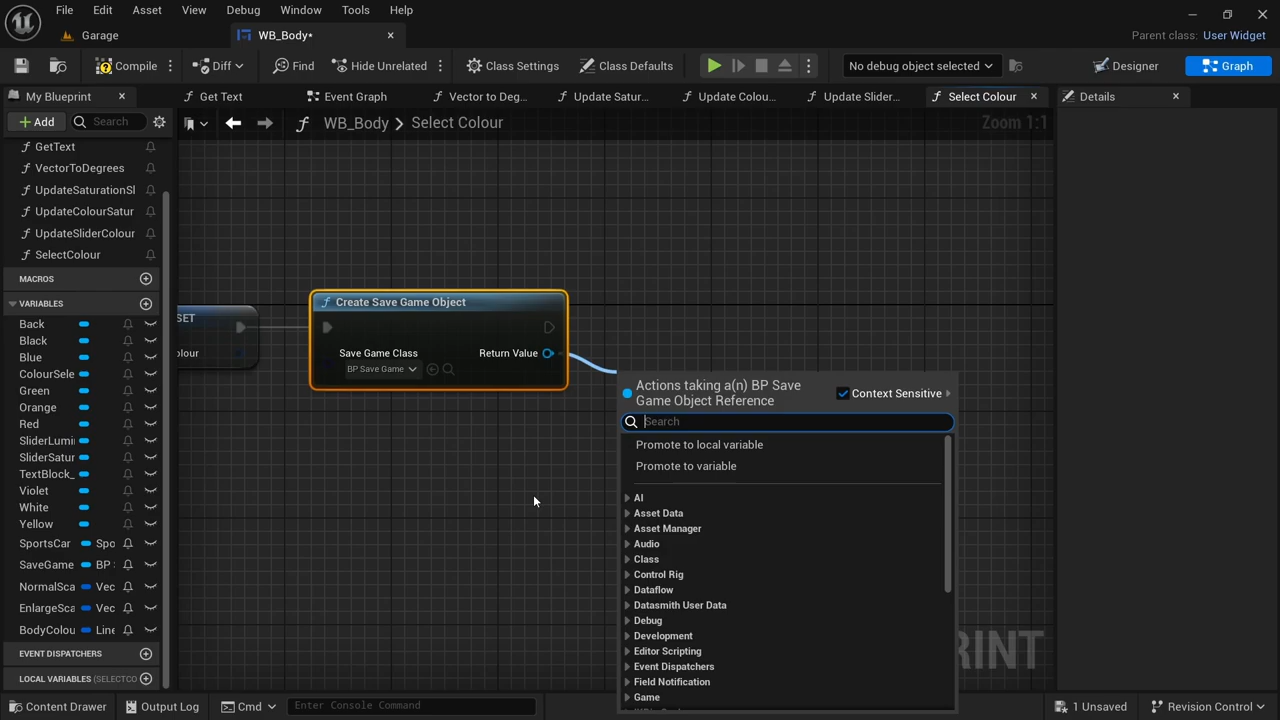 File Edit Asset View Debug Window Tools Help
Garage
WB_Body*
Parent class: User Widget
Compile
Diff
Find
Hide Unrelated
Class Settings
Class Defaults
No debug object selected
Designer
Graph
My Blueprint
Get Text
Event Graph
Vector to Deg...
Update Satur...
Update Colou...
Update Slider...
Select Colour
Details
Add
Search
WB_Body > Select Colour
Zoom 1:1
GetText
VectorToDegrees
UpdateSaturationSl
UpdateColourSatur
UpdateSliderColour
SelectColour
MACROS
VARIABLES
Back
Black
Blue
ColourSele
Green
Orange
Red
SliderLumi
SliderSatur
TextBlock_
Violet
White
Yellow
SportsCar Spo
SaveGame BP
NormalSca Vec
EnlargeSca Vec
BodyColou Line
EVENT DISPATCHERS
LOCAL VARIABLES (SELECTCO
SET
olour
Create Save Game Object
Save Game Class
BP Save Game
Return Value
Actions taking a(n) BP Save
Game Object Reference
Context Sensitive
Search
Promote to local variable
Promote to variable
AI
Asset Data
Asset Manager
Audio
Class
Control Rig
Dataflow
Datasmith User Data
Debug
Development
Editor Scripting
Event Dispatchers
Field Notification
Game
RINT
Content Drawer
Output Log
Cmd
Enter Console Command
1 Unsaved
Revision Control